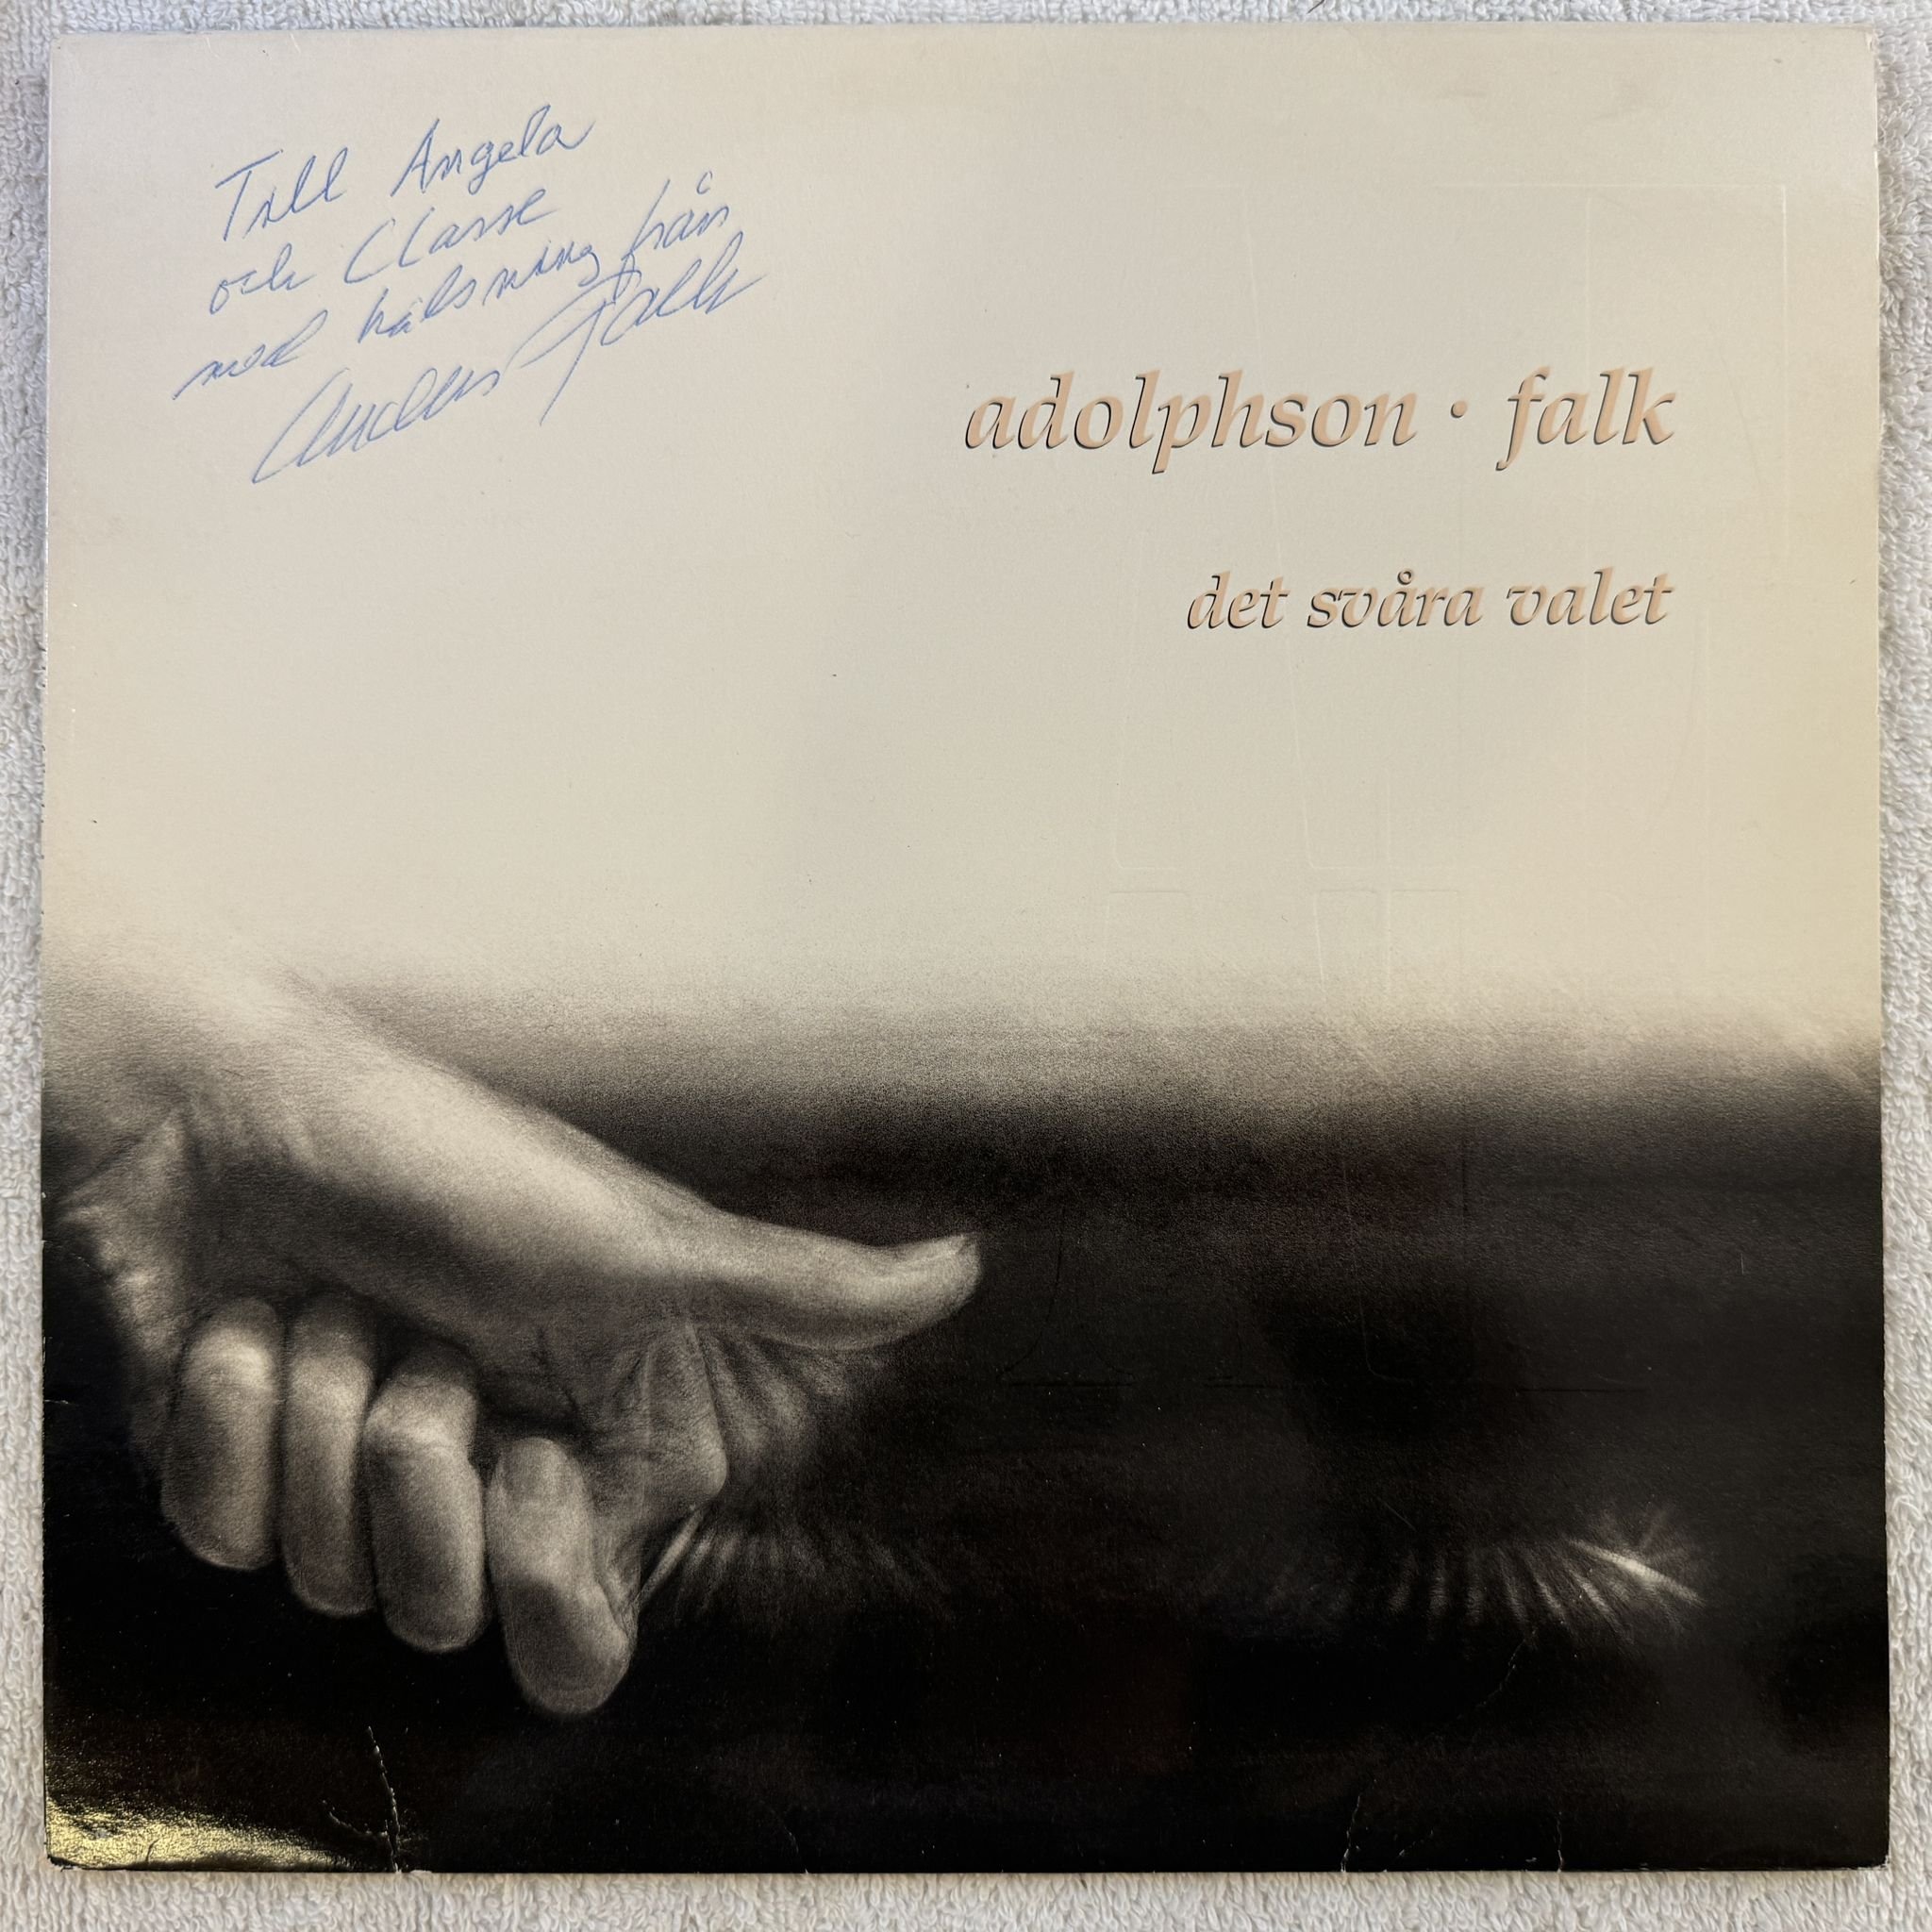 Till Angela
och Classe
med hälsning från
Anders Falk
adolphson • falk
det svåra valet